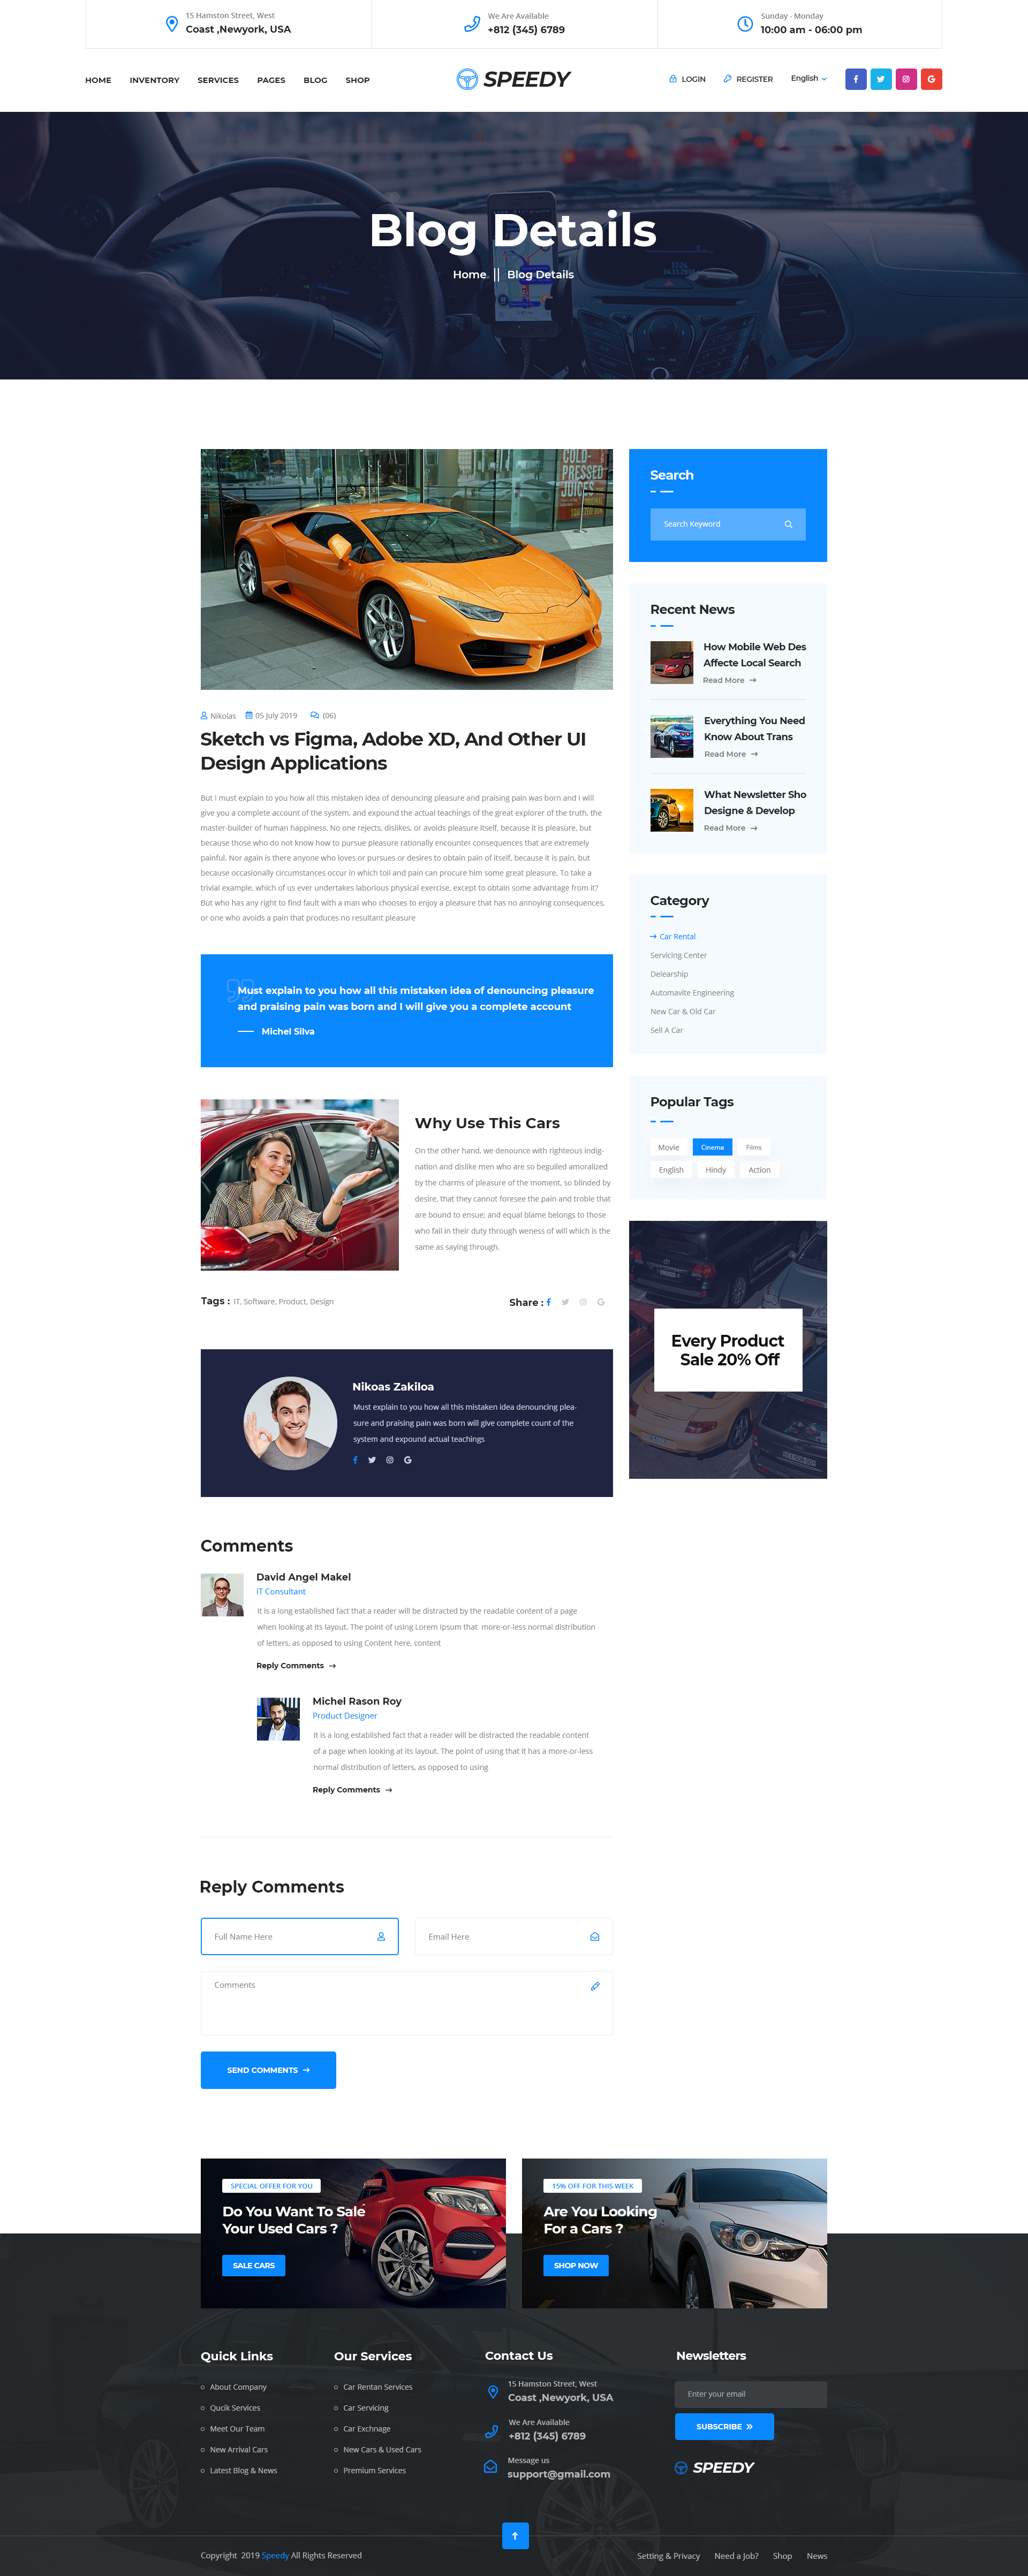 15 Hamston Street, West
Coast ,Newyork, USA
We Are Available
+812 (345) 6789
Sunday - Monday
10:00 am - 06:00 pm
HOME INVENTORY SERVICES PAGES BLOG SHOP
SPEEDY
LOGIN REGISTER English
Blog Details
Home || Blog Details
COLD-
PRESSED
JUICES
Nikolas 05 July 2019 (06)
Sketch vs Figma, Adobe XD, And Other UI
Design Applications
But I must explain to you how all this mistaken idea of denouncing pleasure and praising pain was born and I will
give you a complete account of the system, and expound the actual teachings of the great explorer of the truth, the
master-builder of human happiness. No one rejects, dislikes, or avoids pleasure itself, because it is pleasure, but
because those who do not know how to pursue pleasure rationally encounter consequences that are extremely
painful. Nor again is there anyone who loves or pursues or desires to obtain pain of itself, because it is pain, but
because occasionally circumstances occur in which toil and pain can procure him some great pleasure. To take a
trivial example, which of us ever undertakes laborious physical exercise, except to obtain some advantage from it?
But who has any right to find fault with a man who chooses to enjoy a pleasure that has no annoying consequences,
or one who avoids a pain that produces no resultant pleasure
Must explain to you how all this mistaken idea of denouncing pleasure
and praising pain was born and I will give you a complete account
Michel Silva
Why Use This Cars
On the other hand, we denounce with righteous indig-
nation and dislike men who are so beguiled amoralized
by the charms of pleasure of the moment, so blinded by
desire, that they cannot foresee the pain and troble that
are bound to ensue; and equal blame belongs to those
who fail in their duty through weness of will which is the
same as saying through.
Tags : IT, Software, Product, Design
Share :
Nikoas Zakiloa
Must explain to you how all this mistaken idea denouncing plea-
sure and praising pain was born will give complete count of the
system and expound actual teachings
Comments
David Angel Makel
IT Consultant
It is a long established fact that a reader will be distracted by the readable content of a page
when looking at its layout. The point of using Lorem Ipsum that  more-or-less normal distribution
of letters, as opposed to using Content here, content
Reply Comments
Michel Rason Roy
Product Designer
It is a long established fact that a reader will be distracted the readable content
of a page when looking at its layout. The point of using that it has a more-or-less
normal distribution of letters, as opposed to using
Reply Comments
Reply Comments
Full Name Here
Email Here
Comments
SEND COMMENTS
Search
Search Keyword
Recent News
How Mobile Web Des
Affecte Local Search
Read More
Everything You Need
Know About Trans
Read More
What Newsletter Sho
Designe & Develop
Read More
Category
Car Rental
Servicing Center
Delearship
Automavite Engineering
New Car & Old Car
Sell A Car
Popular Tags
Movie Cinema Films
English Hindy Action
Every Product
Sale 20% Off
SPECIAL OFFER FOR YOU
Do You Want To Sale
Your Used Cars ?
SALE CARS
15% OFF FOR THIS WEEK
Are You Looking
For a Cars ?
SHOP NOW
Quick Links
About Company
Qucik Services
Meet Our Team
New Arrival Cars
Latest Blog & News
Our Services
Car Rentan Services
Car Servicing
Car Exchnage
New Cars & Used Cars
Premium Services
Contact Us
15 Hamston Street, West
Coast ,Newyork, USA
We Are Available
+812 (345) 6789
Message us
support@gmail.com
Newsletters
Enter your email
SUBSCRIBE
SPEEDY
Copyright  2019 Speedy All Rights Reserved
Setting & Privacy Need a Job? Shop News